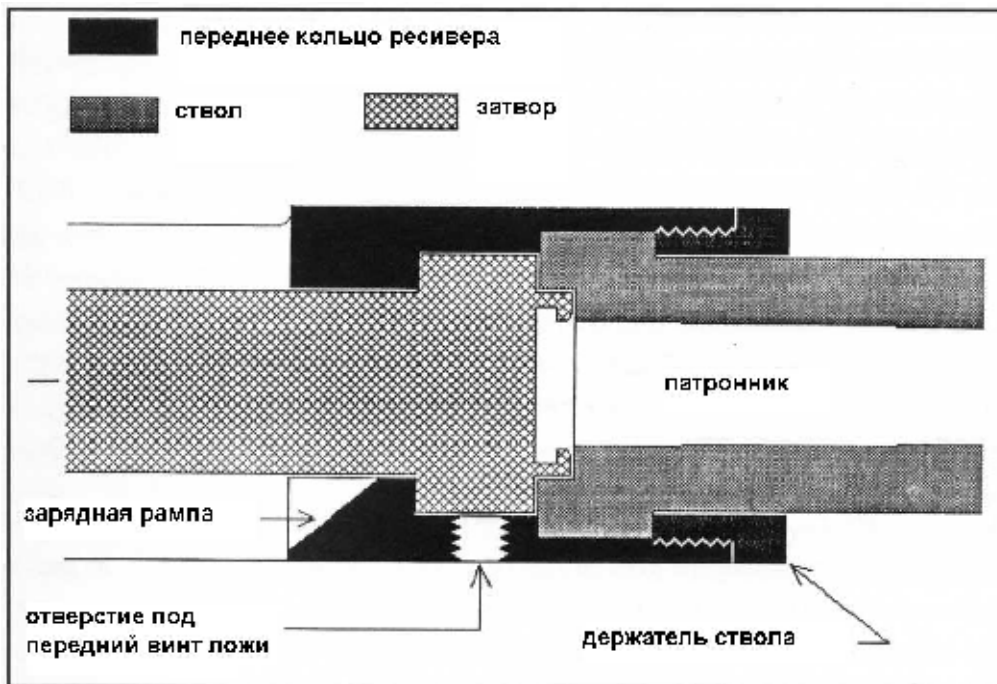 переднее кольцо ресивера
ствол
затвор
патронник
зарядная рампа
отверстие под
передний винт ложи
держатель ствола